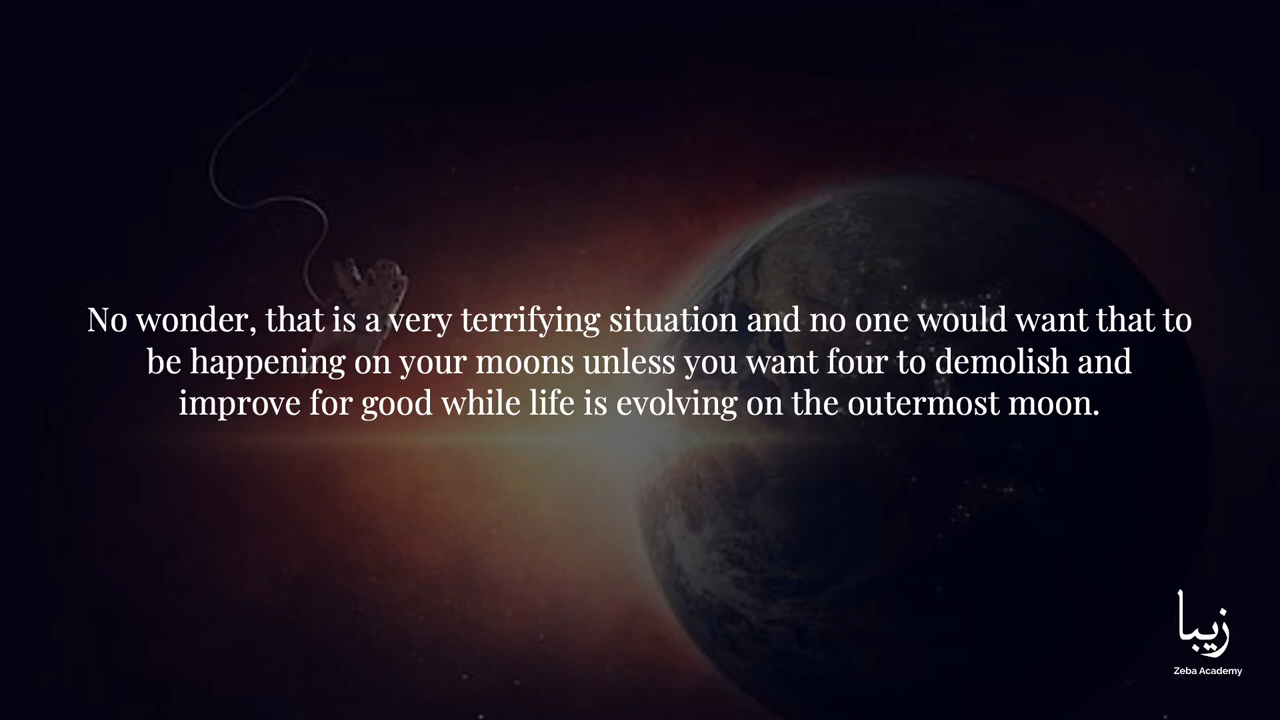 No wonder, that is a very terrifying situation and no one would want that to
be happening on your moons unless you want four to demolish and
improve for good while life is evolving on the outermost moon.
زيبا
Zeba Academy